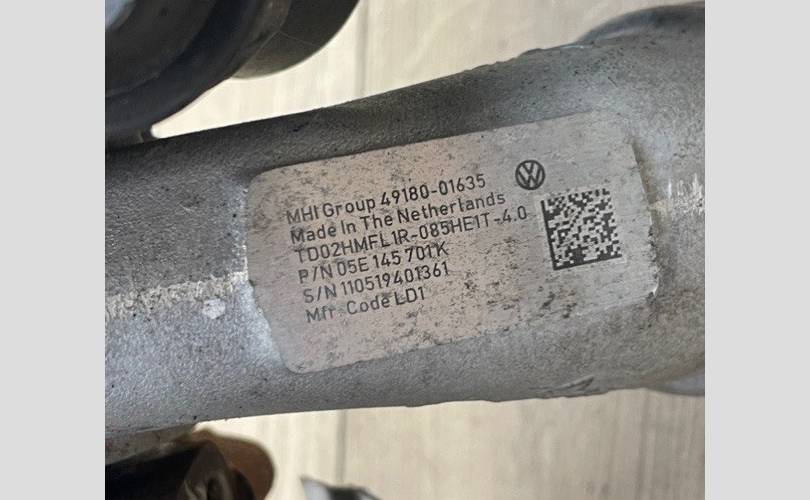 MHI Group 49180-01635
Made In The Netherlands
TD02HMFL1R-085HE1T-4.0
P/N 05E 145 701K
S/N 110519401361
Mfr. Code LD1